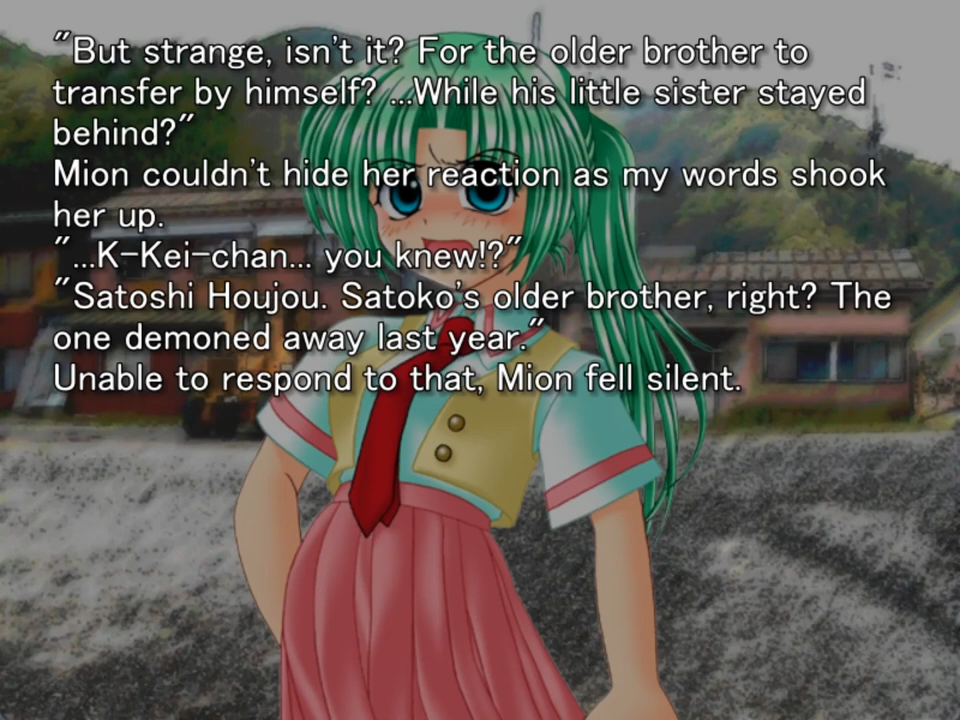 "But strange, isn't it? For the older brother to
transfer by himself? ...While his little sister stayed
behind?"
Mion couldn't hide her reaction as my words shook
her up.
"...K-Kei-chan... you knew!?"
"Satoshi Houjou. Satoko's older brother, right? The
one demoned away last year."
Unable to respond to that, Mion fell silent.